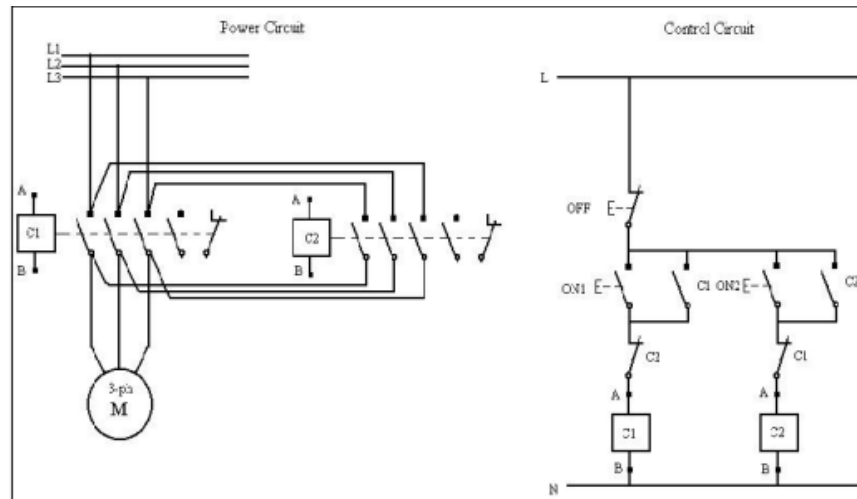 Power Circuit
Control Circuit
L1
L2
L3
L
A
C1
B
A
C2
B
OFF
ON1
C1
ON2
C2
C2
C1
A
A
C1
C2
B
B
3-ph
M
N